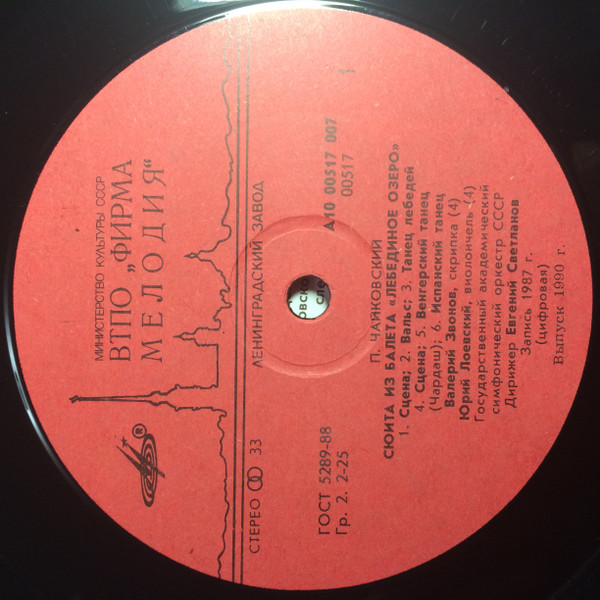 МИНИСТЕРСТВО КУЛЬТУРЫ СССР
ВТПО „ФИРМА
МЕЛОДИЯ“
®
ЛЕНИНГРАДСКИЙ ЗАВОД
СТЕРЕО 33
ГОСТ 5289-88
Гр. 2. 2-25
А10 00517 007
00517
1
П. ЧАЙКОВСКИЙ
СЮИТА ИЗ БАЛЕТА «ЛЕБЕДИНОЕ ОЗЕРО»
1. Сцена; 2. Вальс; 3. Танец лебедей
4. Сцена; 5. Венгерский танец
(Чардаш); 6. Испанский танец
Валерий Звонов, скрипка (4)
Юрий Лоевский, виолончель (4)
Государственный академический
симфонический оркестр СССР
Дирижер Евгений Светланов
Запись 1987 г.
(цифровая)
Выпуск 1990 г.